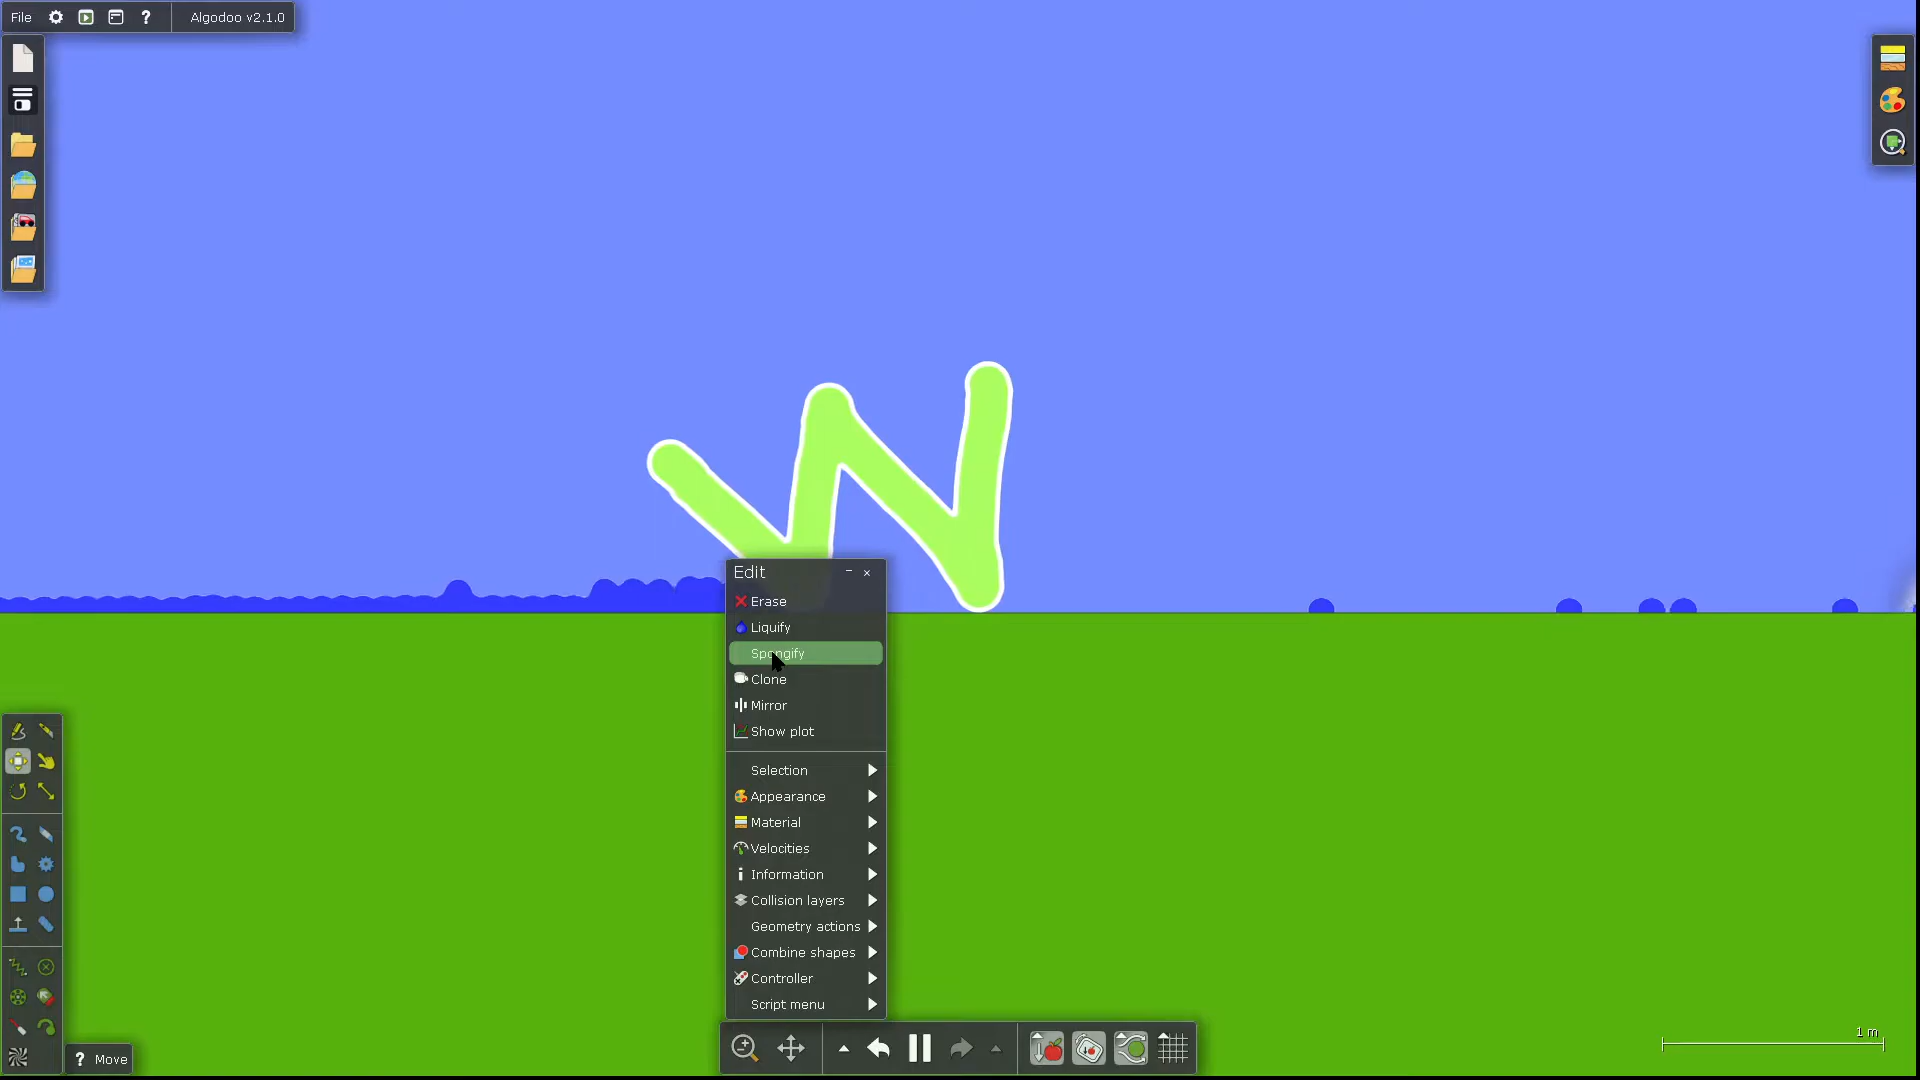 File
?
Algodoo v2.1.0
W
Edit
Erase
Liquify
Spongify
Clone
Mirror
Show plot
Selection
Appearance
Material
Velocities
Information
Collision layers
Geometry actions
Combine shapes
Controller
Script menu
? Move
1 m